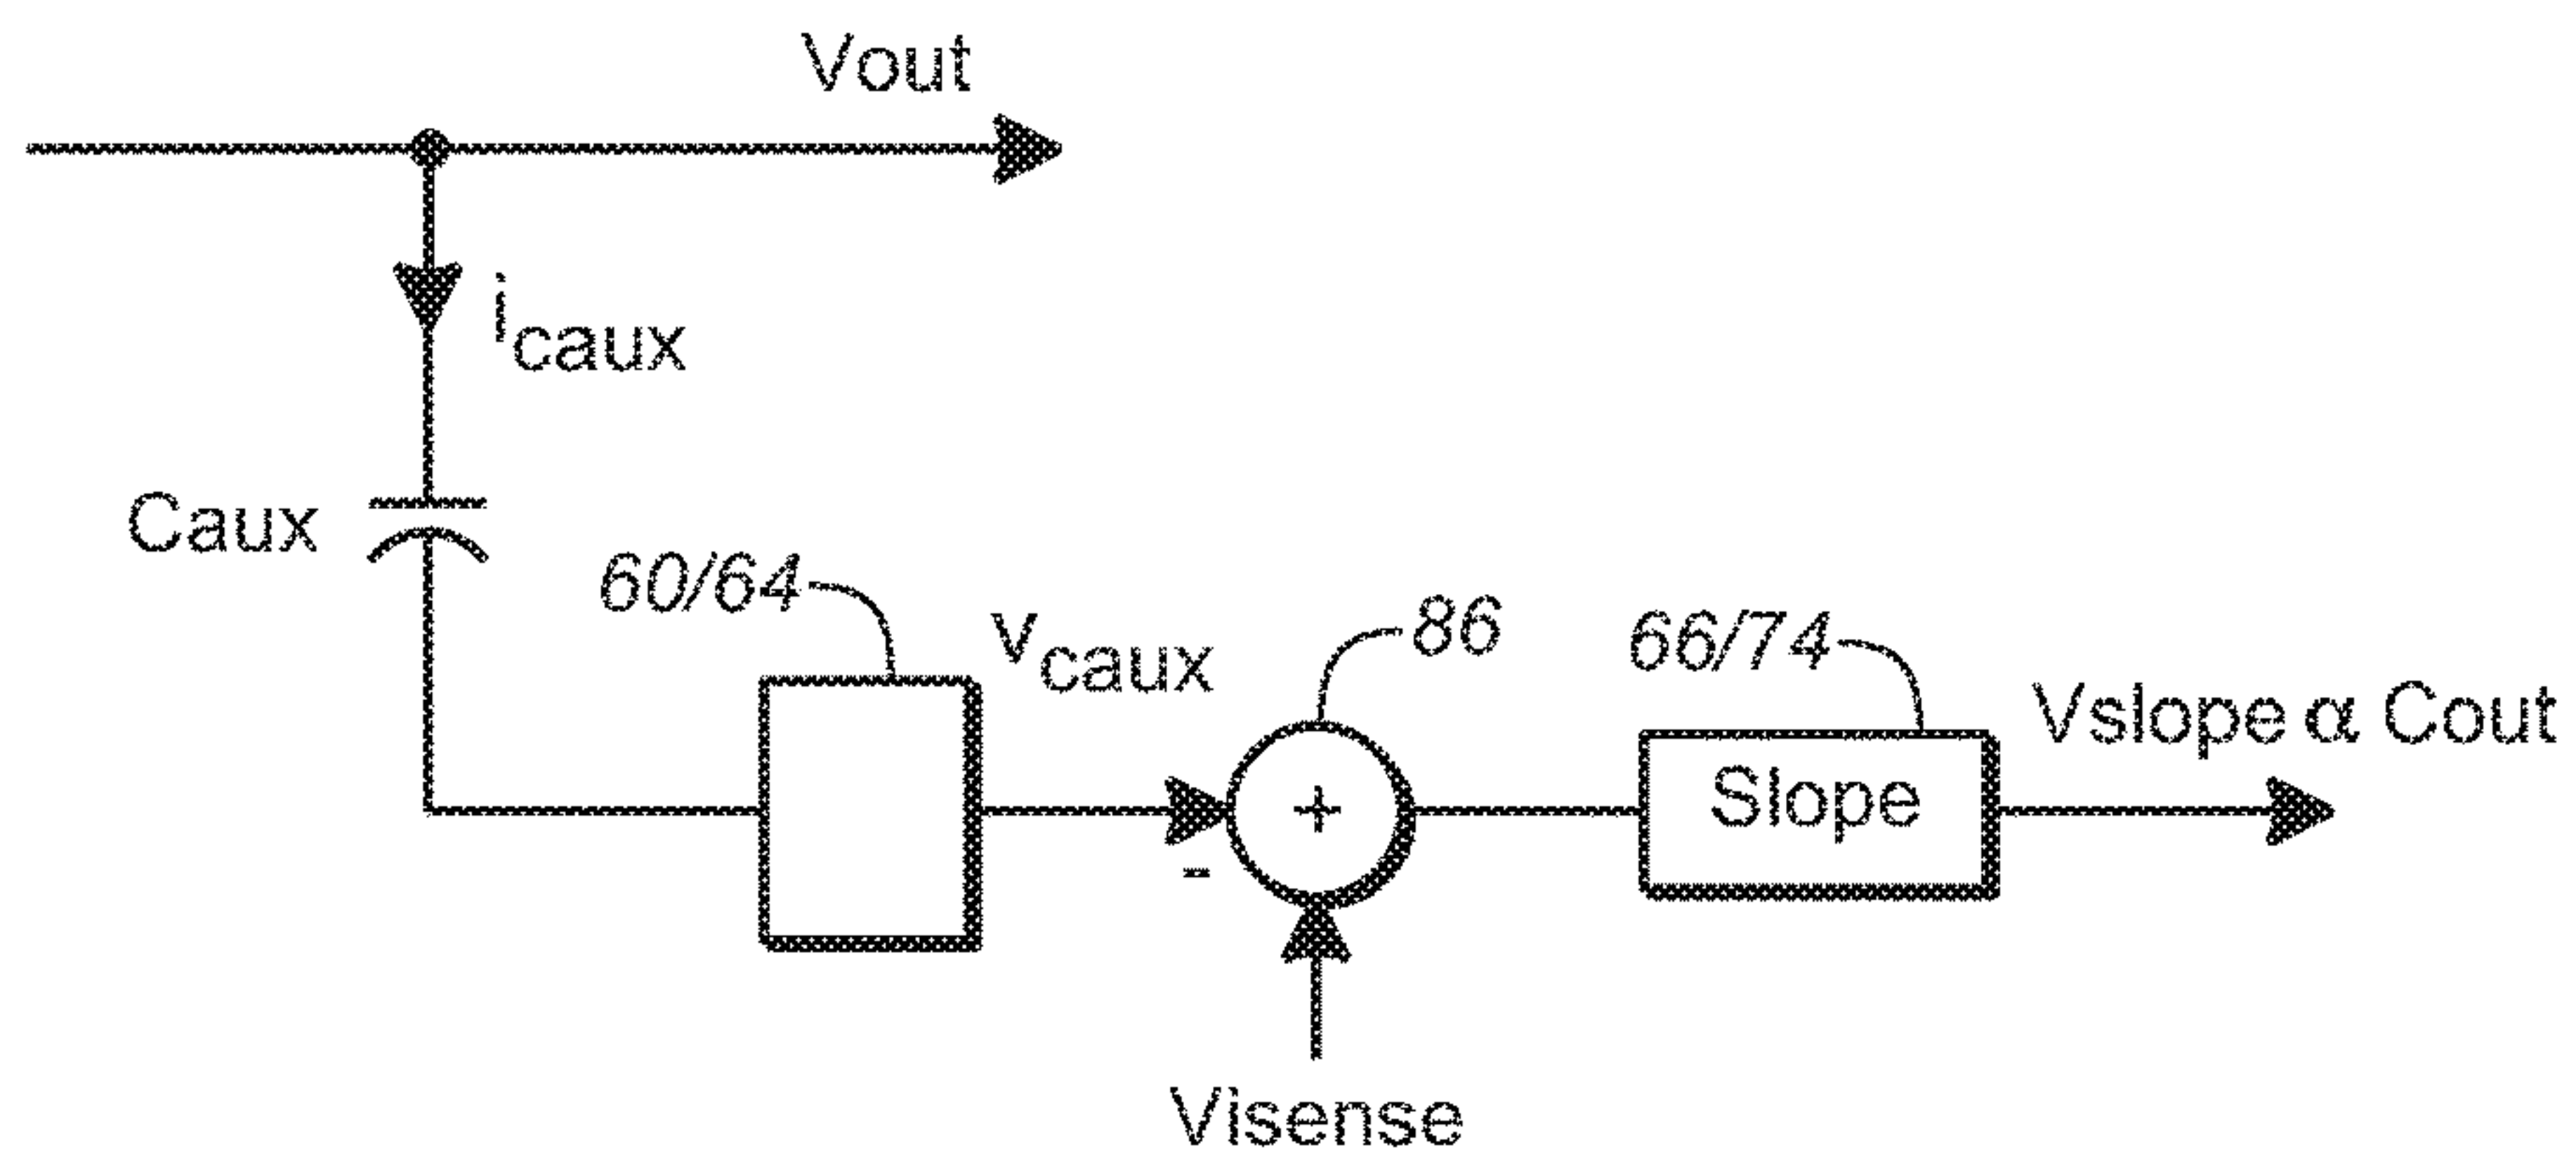 Vout
icaux
Caux
60/64
vcaux
86
66/74
Vslope α Cout
+
Slope
-
Visense